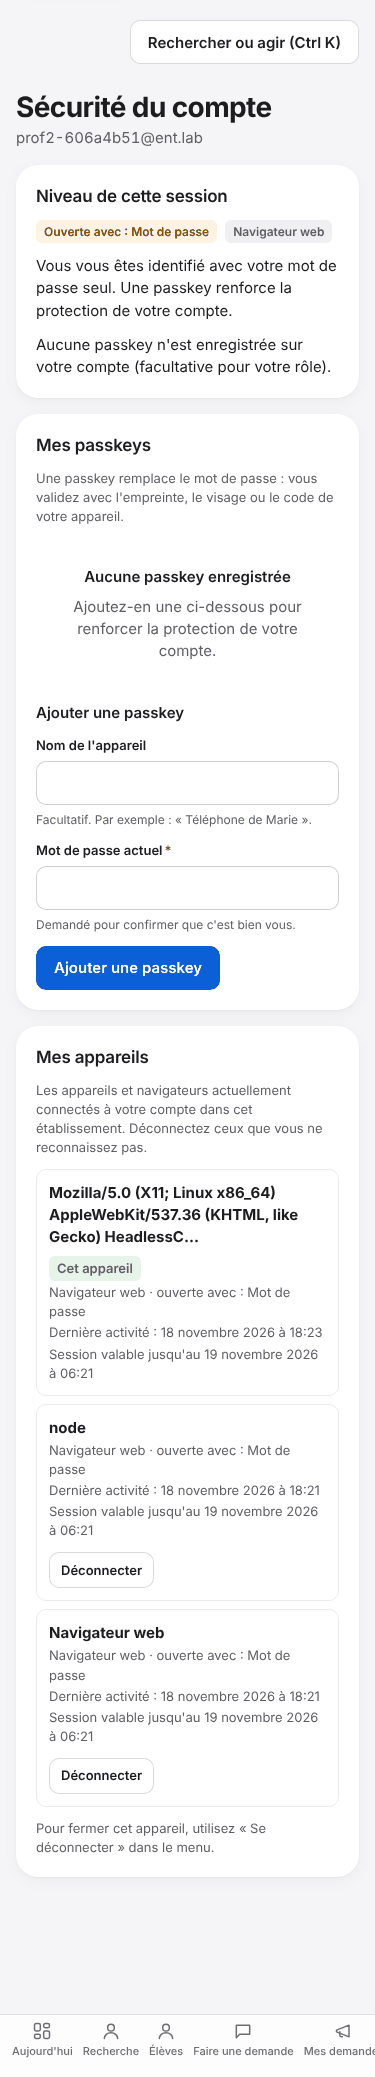 Rechercher ou agir (Ctrl K)
Sécurité du compte
prof2-606a4b51@ent.lab
Niveau de cette session
Ouverte avec : Mot de passe
Navigateur web
Vous vous êtes identifié avec votre mot de
passe seul. Une passkey renforce la
protection de votre compte.
Aucune passkey n'est enregistrée sur
votre compte (facultative pour votre rôle).
Mes passkeys
Une passkey remplace le mot de passe : vous
validez avec l'empreinte, le visage ou le code de
votre appareil.
Aucune passkey enregistrée
Ajoutez-en une ci-dessous pour
renforcer la protection de votre
compte.
Ajouter une passkey
Nom de l'appareil
Facultatif. Par exemple : « Téléphone de Marie ».
Mot de passe actuel *
Demandé pour confirmer que c'est bien vous.
Ajouter une passkey
Mes appareils
Les appareils et navigateurs actuellement
connectés à votre compte dans cet
établissement. Déconnectez ceux que vous ne
reconnaissez pas.
Mozilla/5.0 (X11; Linux x86_64)
AppleWebKit/537.36 (KHTML, like
Gecko) HeadlessC...
Cet appareil
Navigateur web · ouverte avec : Mot de
passe
Dernière activité : 18 novembre 2026 à 18:23
Session valable jusqu'au 19 novembre 2026
à 06:21
node
Navigateur web · ouverte avec : Mot de
passe
Dernière activité : 18 novembre 2026 à 18:21
Session valable jusqu'au 19 novembre 2026
à 06:21
Déconnecter
Navigateur web
Navigateur web · ouverte avec : Mot de
passe
Dernière activité : 18 novembre 2026 à 18:21
Session valable jusqu'au 19 novembre 2026
à 06:21
Déconnecter
Pour fermer cet appareil, utilisez « Se
déconnecter » dans le menu.
Aujourd'hui
Recherche
Élèves
Faire une demande
Mes demande